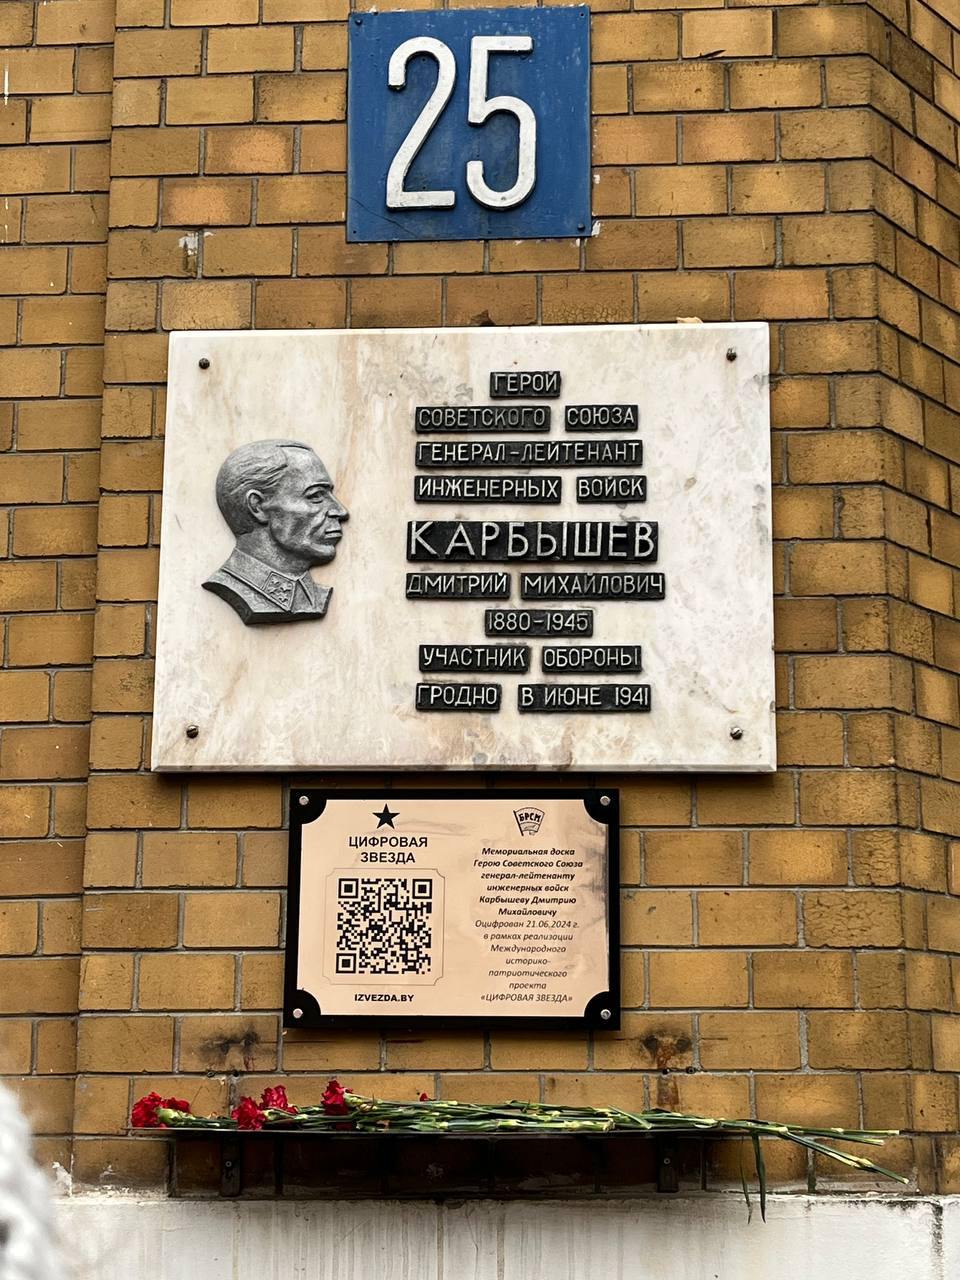 25
ГЕРОЙ
СОВЕТСКОГО СОЮЗА
ГЕНЕРАЛ-ЛЕЙТЕНАНТ
ИНЖЕНЕРНЫХ ВОЙСК
КАРБЫШЕВ
ДМИТРИЙ МИХАЙЛОВИЧ
1880-1945
УЧАСТНИК ОБОРОНЫ
ГРОДНО В ИЮНЕ 1941
ЦИФРОВАЯ
ЗВЕЗДА
IZVEZDA.BY
БРСМ
Мемориальная доска
Герою Советского Союза
генерал-лейтенанту
инженерных войск
Карбышеву Дмитрию
Михайловичу
Оцифрован 21.06.2024 г.
в рамках реализации
Международного
историко-
патриотического
проекта
«ЦИФРОВАЯ ЗВЕЗДА»